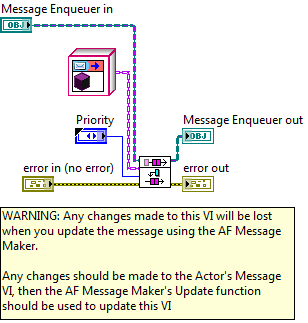 Message Enqueuer in
OBJ
Priority
Message Enqueuer out
OBJ
error in (no error)
error out
WARNING: Any changes made to this VI will be lost
when you update the message using the AF Message
Maker.
Any changes should be made to the Actor's Message
VI, then the AF Message Maker's Update function
should be used to update this VI